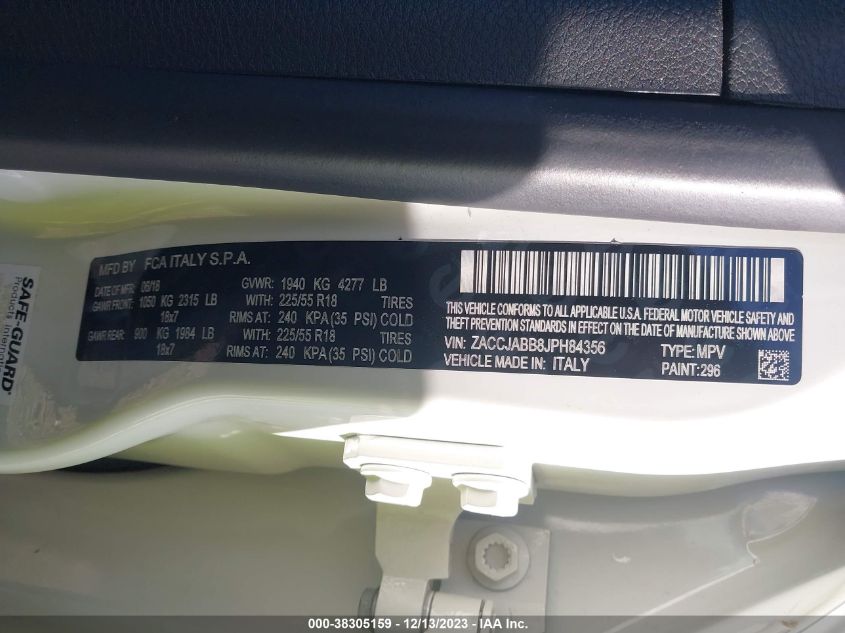 MFD BY FCA ITALY S.P.A.
DATE OF MFR: 06/18 GVWR: 1940 KG 4277 LB
GAWR FRONT: 1050 KG 2315 LB WITH: 225/55 R18 TIRES
18x7 RIMS AT: 240 KPA(35 PSI) COLD
GAWR REAR: 900 KG 1984 LB WITH: 225/55 R18 TIRES
18x7 RIMS AT: 240 KPA(35 PSI) COLD
THIS VEHICLE CONFORMS TO ALL APPLICABLE U.S.A. FEDERAL MOTOR VEHICLE SAFETY AND
THEFT PREVENTION STANDARDS IN EFFECT ON THE DATE OF MANUFACTURE SHOWN ABOVE.
VIN: ZACCJABB8JPH84356 TYPE: MPV
VEHICLE MADE IN: ITALY PAINT:296
SAFE-GUARD
Products
000-38305159 - 12/13/2023 - IAA Inc.